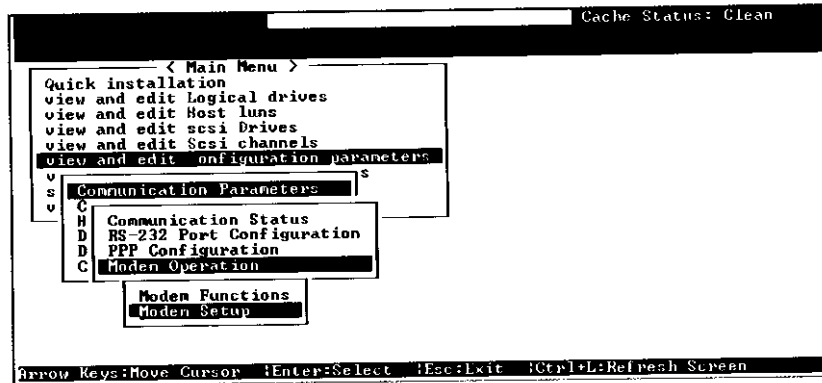 Cache Status: Clean
< Main Menu >
Quick installation
view and edit Logical drives
view and edit Host luns
view and edit scsi Drives
view and edit Scsi channels
view and edit onfiguration parameters
v s
s Communication Parameters
v C
H Communication Status
D RS-232 Port Configuration
D PPP Configuration
C Modem Operation
Modem Functions
Modem Setup
Arrow Keys:Move Cursor |Enter:Select |Esc:Exit |Ctrl+L:Refresh Screen